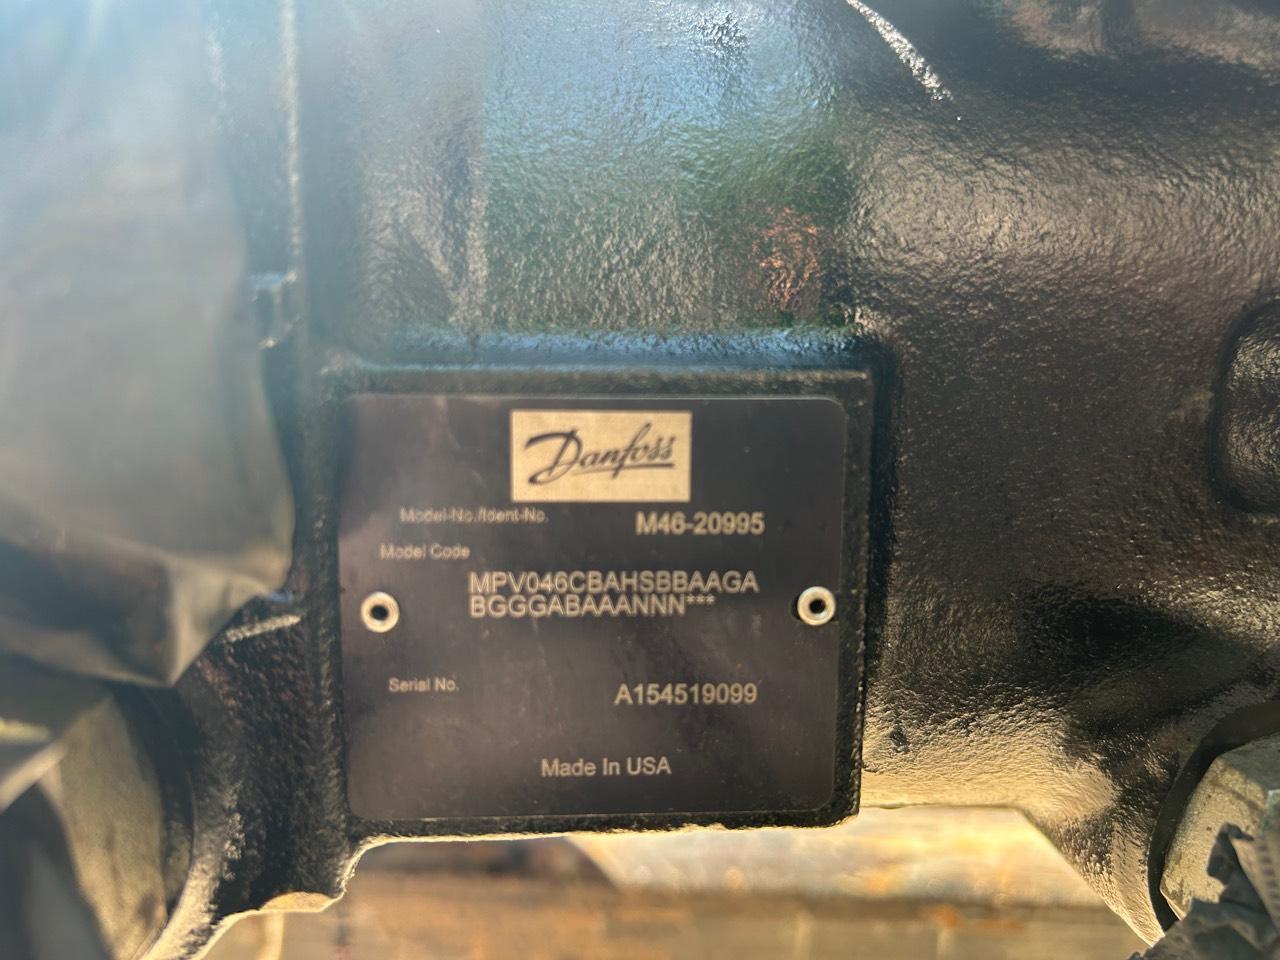 Danfoss
Model-No./Ident-No. M46-20995
Model Code
MPV046CBAHSBBAAGA
BGGGABAAANNN***
Serial No. A154519099
Made In USA